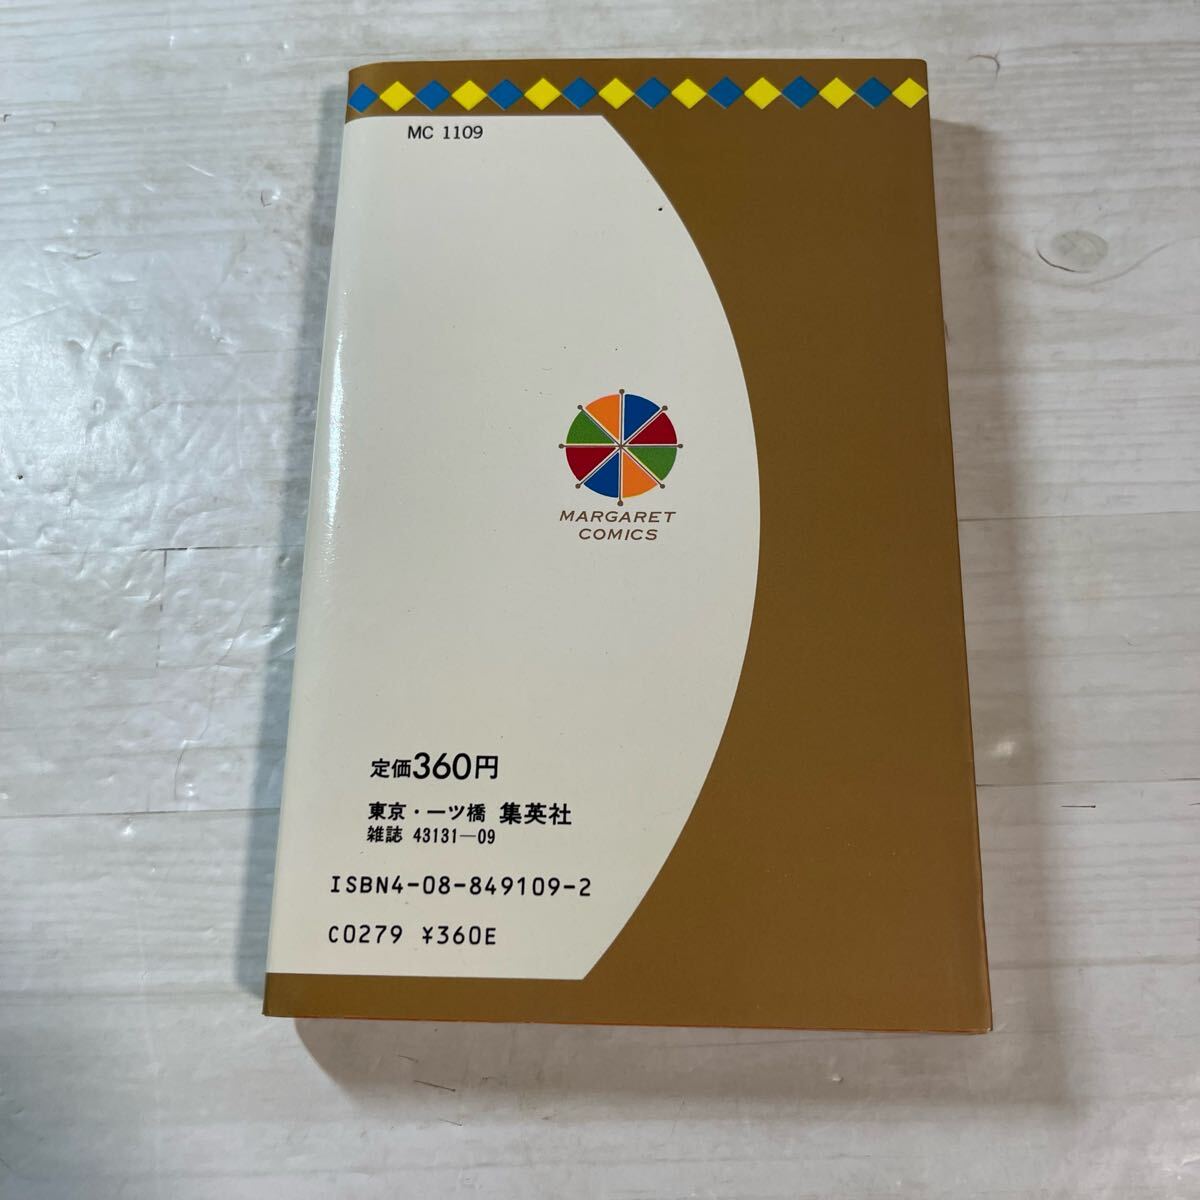 MC 1109
MARGARET
COMICS
定価360円
東京・一ツ橋 集英社
雑誌 43131—09
ISBN4-08-849109-2
C0279 ¥360E